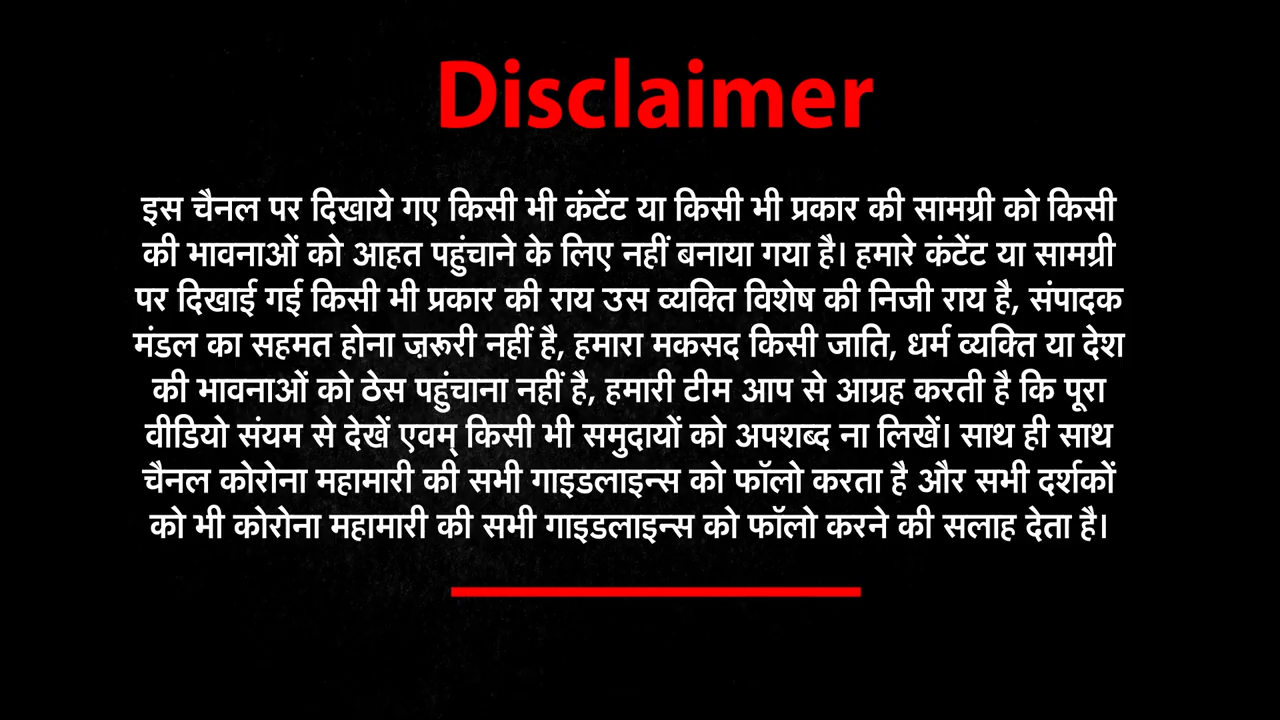 Disclaimer
इस चैनल पर दिखाये गए किसी भी कंटेंट या किसी भी प्रकार की सामग्री को किसी
की भावनाओं को आहत पहुंचाने के लिए नहीं बनाया गया है। हमारे कंटेंट या सामग्री
पर दिखाई गई किसी भी प्रकार की राय उस व्यक्ति विशेष की निजी राय है, संपादक
मंडल का सहमत होना ज़रूरी नहीं है, हमारा मकसद किसी जाति, धर्म व्यक्ति या देश
की भावनाओं को ठेस पहुंचाना नहीं है, हमारी टीम आप से आग्रह करती है कि पूरा
वीडियो संयम से देखें एवम् किसी भी समुदायों को अपशब्द ना लिखें। साथ ही साथ
चैनल कोरोना महामारी की सभी गाइडलाइन्स को फॉलो करता है और सभी दर्शकों
को भी कोरोना महामारी की सभी गाइडलाइन्स को फॉलो करने की सलाह देता है।